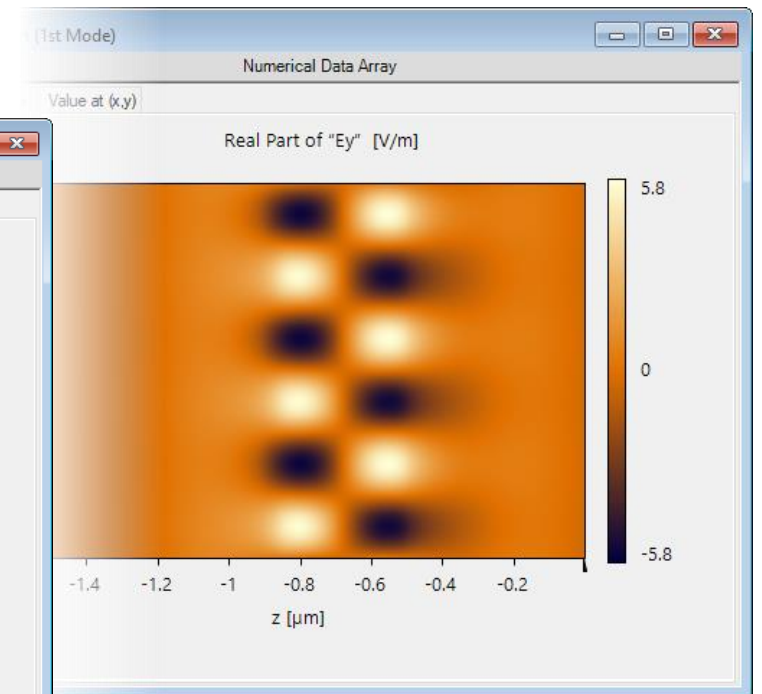 (1st Mode)
Numerical Data Array
Value at (x,y)
Real Part of "Ey" [V/m]
5.8
0
-5.8
-1.4 -1.2 -1 -0.8 -0.6 -0.4 -0.2
z [µm]